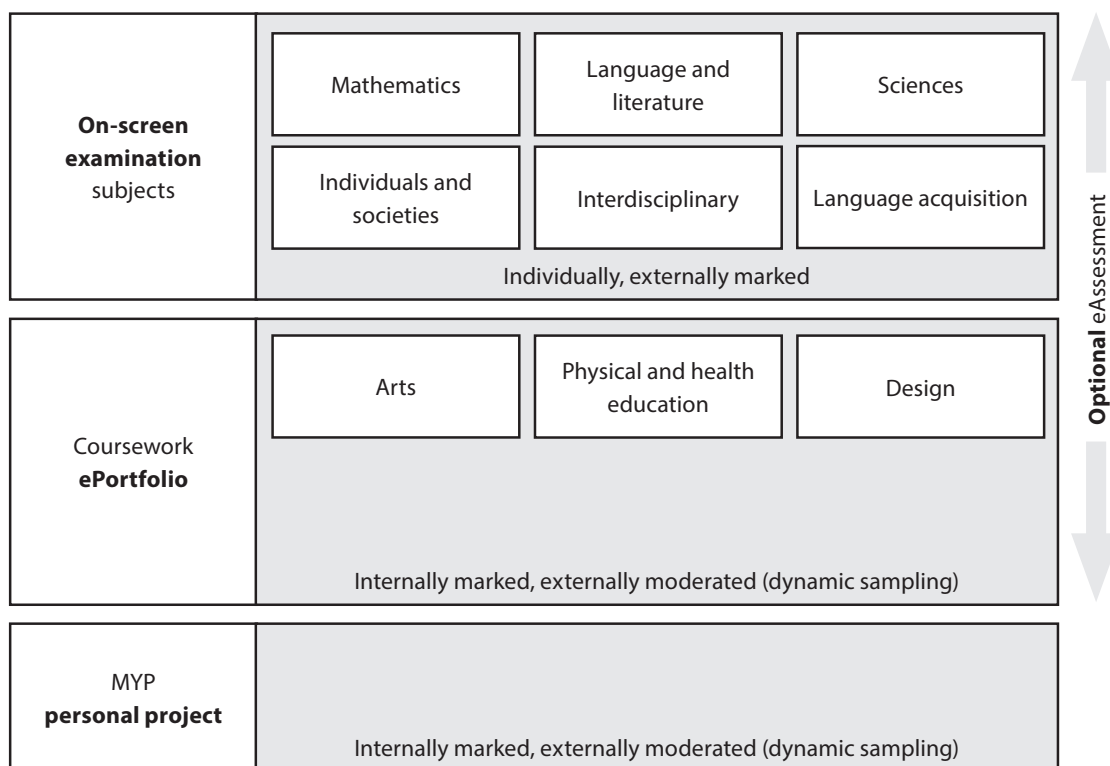 On-screen
examination
subjects
Mathematics
Language and
literature
Sciences
Individuals and
societies
Interdisciplinary
Language acquisition
Individually, externally marked
Coursework
ePortfolio
Arts
Physical and health
education
Design
Internally marked, externally moderated (dynamic sampling)
Optional eAssessment
MYP
personal project
Internally marked, externally moderated (dynamic sampling)